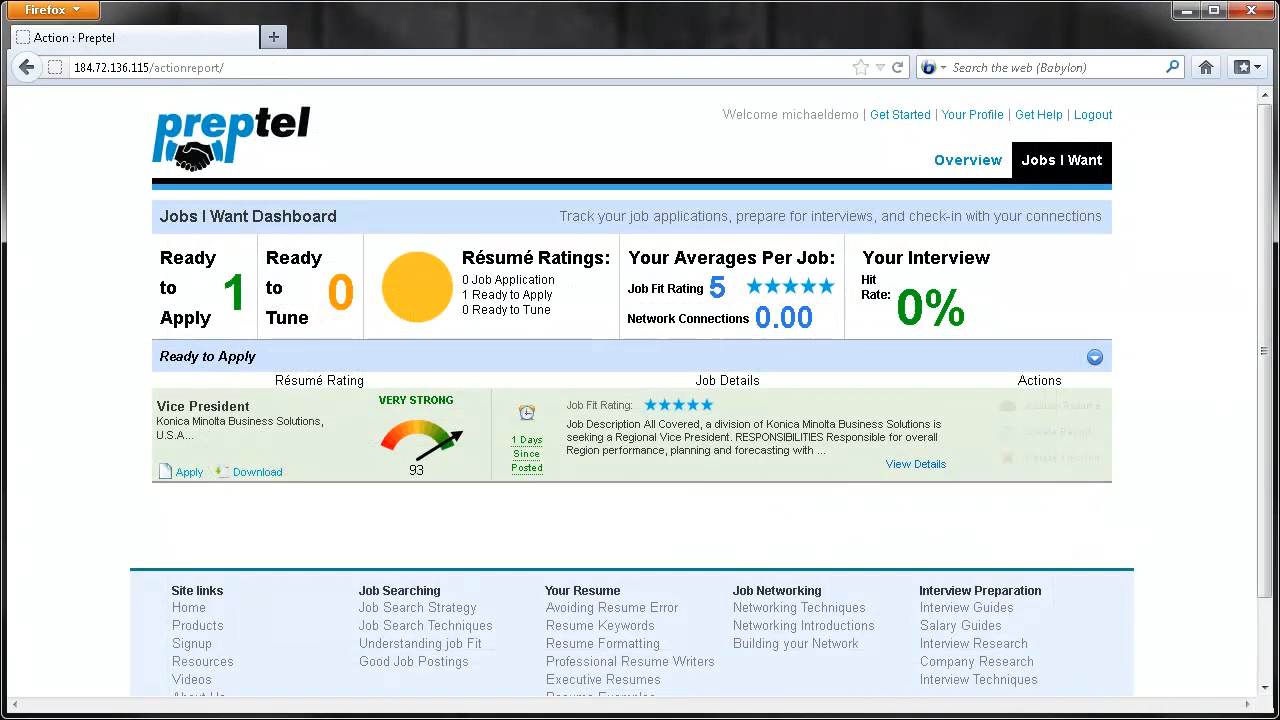 Firefox
Action : Preptel
184.72.136.115/actionreport/
Search the web (Babylon)
preptel
Welcome michaeldemo | Get Started | Your Profile | Get Help | Logout
Overview
Jobs I Want
Jobs I Want Dashboard
Track your job applications, prepare for interviews, and check-in with your connections
Ready
to
Apply
1
Ready
to
Tune
0
Résumé Ratings:
0 Job Application
1 Ready to Apply
0 Ready to Tune
Your Averages Per Job:
Job Fit Rating 5
Network Connections 0.00
Your Interview
Hit
Rate:
0%
Ready to Apply
Résumé Rating
Job Details
Actions
Vice President
Konica Minolta Business Solutions,
U.S.A...
Apply
Download
VERY STRONG
93
1 Days
Since
Posted
Job Fit Rating:
Job Description All Covered, a division of Konica Minolta Business Solutions is
seeking a Regional Vice President. RESPONSIBILITIES Responsible for overall
Region performance, planning and forecasting with ...
View Details
Site links
Home
Products
Signup
Resources
Videos
About Us
Job Searching
Job Search Strategy
Job Search Techniques
Understanding job Fit
Good Job Postings
Your Resume
Avoiding Resume Error
Resume Keywords
Resume Formatting
Professional Resume Writers
Executive Resumes
Resume Examples
Job Networking
Networking Techniques
Networking Introductions
Building your Network
Interview Preparation
Interview Guides
Salary Guides
Interview Research
Company Research
Interview Techniques